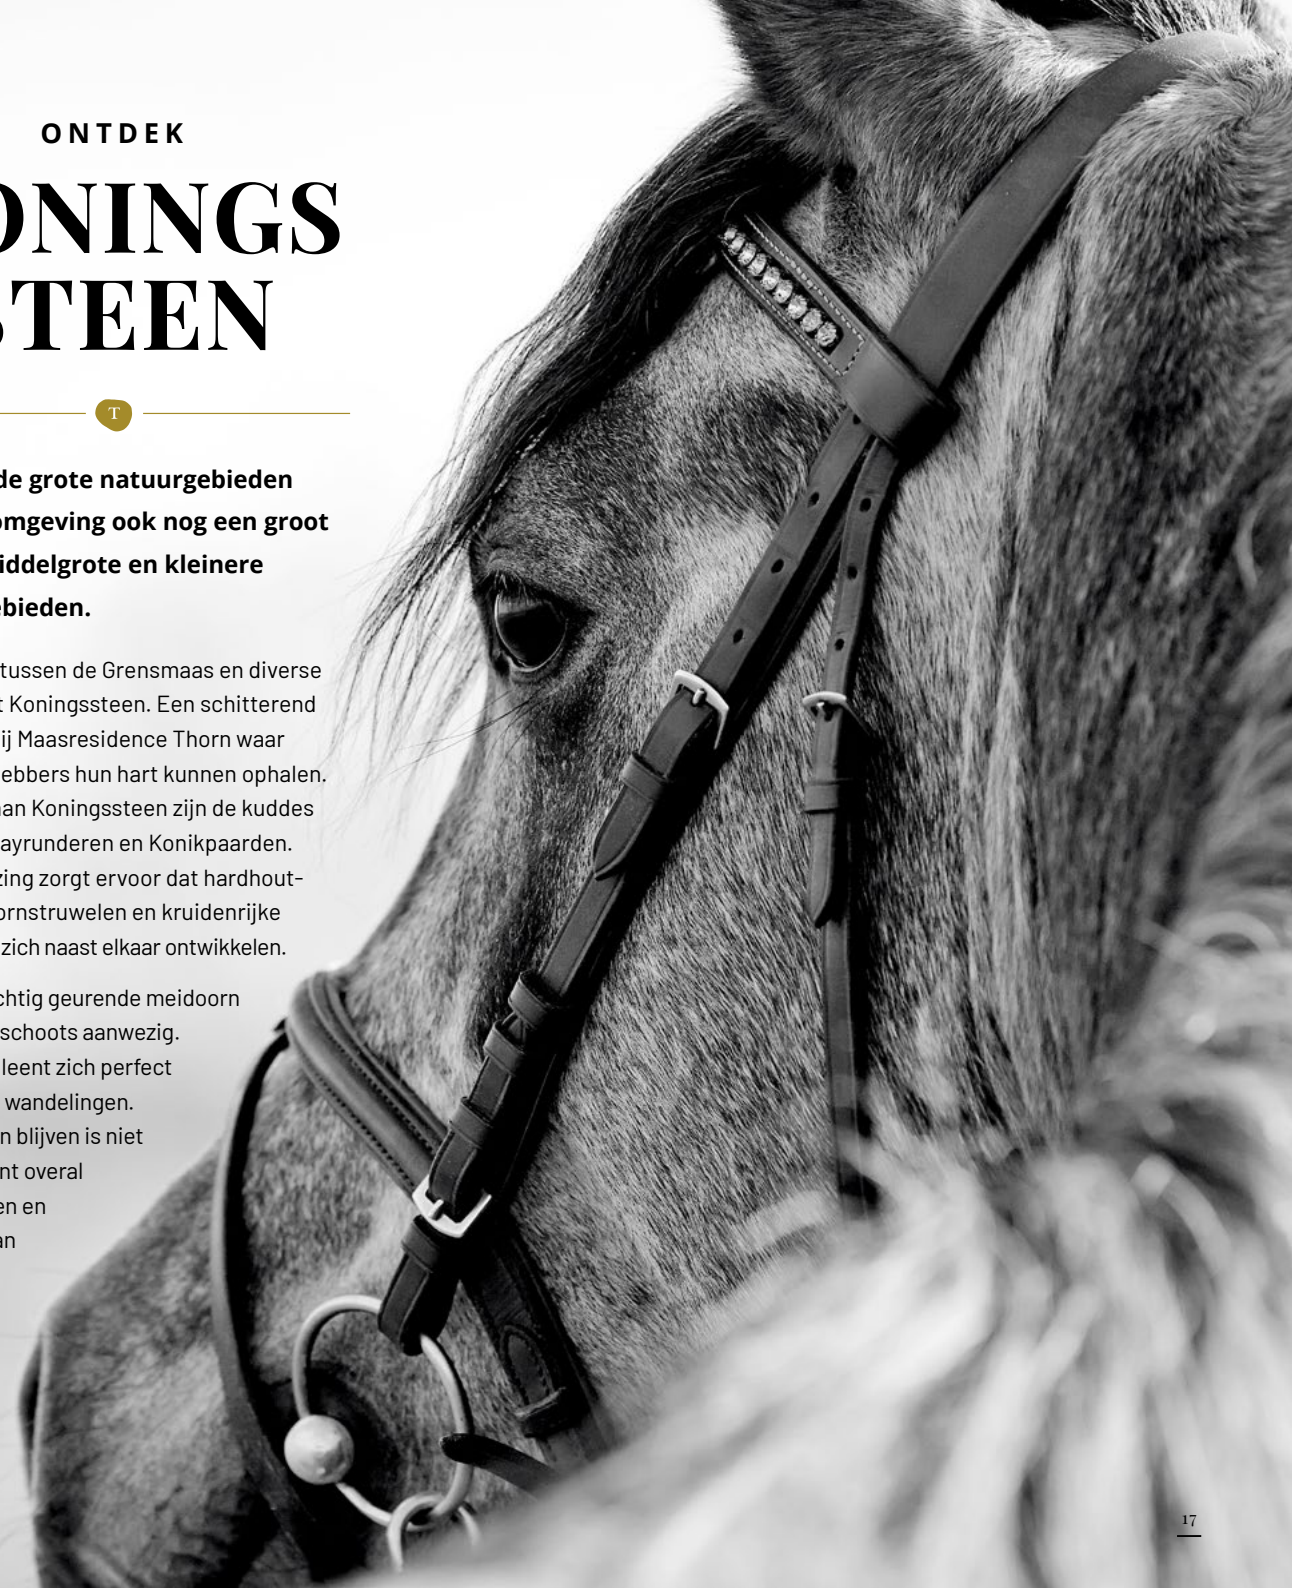 ONTDEK
ONINGS
STEEN
T
de grote natuurgebieden
omgeving ook nog een groot
iddelgrote en kleinere
ebieden.
tussen de Grensmaas en diverse
t Koningssteen. Een schitterend
ij Maasresidence Thorn waar
ebbers hun hart kunnen ophalen.
aan Koningssteen zijn de kuddes
ayrunderen en Konikpaarden.
zing zorgt ervoor dat hardhout-
ornstruwelen en kruidenrijke
zich naast elkaar ontwikkelen.
chtig geurende meidoorn
schoots aanwezig.
leent zich perfect
wandelingen.
n blijven is niet
nt overal
en en
an
17